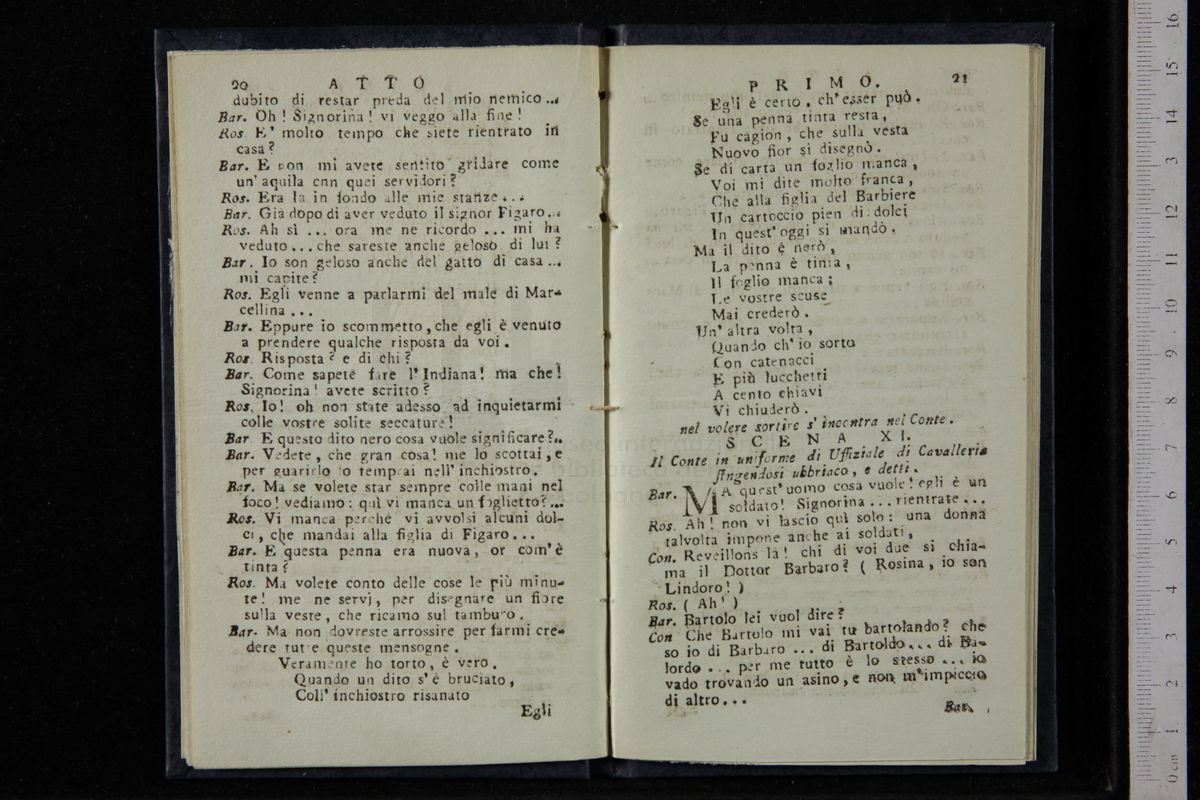 20 ATTO
dubito di restar preda del mio nemico...
Bar. Oh! Signorina! vi veggo alla fine!
Ros. E' molto tempo che siete rientrato in
casa?
Bar. E non mi avete sentito gridare come
un' aquila cnn quei servidori?
Ros. Era la in fondo alle mie stanze...
Bar. Già dopo di aver veduto il signor Figaro...
Ros. Ah sì ... ora me ne ricordo ... mi ha
veduto... che sareste anche geloso di lui?
Bar. Io son geloso anche del gatto di casa...
mi capite?
Ros. Egli venne a parlarmi del male di Mar-
cellina ...
Bar. Eppure io scommetto, che egli è venuto
a prendere qualche risposta da voi.
Ros. Risposta? e di chi?
Bar. Come sapete fare l'Indiana! ma che!
Signorina! avete scritto?
Ros. Io! oh non state adesso ad inquietarmi
colle vostre solite seccature!
Bar. E questo dito nero cosa vuole significare?..
Bar. Vedete, che gran cosa! me lo scottai, e
per guarirlo lo temprai nell' inchiostro.
Bar. Ma se volete star sempre colle mani nel
foco! vediamo: quì vi manca un foglietto?...
Ros. Vi manca perchè vi avvolsi alcuni dol-
ci, che mandai alla figlia di Figaro...
Bar. E questa penna era nuova, or com'è
tinta?
Ros. Ma volete conto delle cose le più minu-
te! me ne servj, per disegnare un fiore
sulla veste, che ricamo sul tamburo.
Bar. Ma non dovreste arrossire per farmi cre-
dere tutte queste mensogne.
Veramente ho torto, è vero.
Quando un dito s'è bruciato,
Coll' inchiostro risanato
Egli
PRIMO. 21
Egli è certo, ch'esser può.
Se una penna tinta resta,
Fu cagion, che sulla vesta
Nuovo fior si disegnò.
Se di carta un foglio manca,
Voi mi dite molto franca,
Che alla figlia del Barbiere
Un cartoccio pien di dolci
In quest'oggi si mandò.
Ma il dito è nero,
La penna è tinta,
Il foglio manca;
Le vostre scuse
Mai crederò.
Un' altra volta,
Quando ch' io sorto
Con catenacci
E più lucchetti
A cento chiavi
Vi chiuderò.
nel volere sortire s' incontra nel Conte.
SCENA XI.
Il Conte in uniforme di Uffiziale di Cavalleria
fingendosi ubbriaco, e detti.
Bar. MA quest' uomo cosa vuole! egli è un
soldato! Signorina... rientrate...
Ros. Ah! non vi lascio quì solo: una donna
talvolta impone anche ai soldati,
Con. Reveillons là! chi di voi due si chia-
ma il Dottor Barbaro? ( Rosina, io son
Lindoro! )
Ros. ( Ah! )
Bar. Bartolo lei vuol dire?
Con Che Bartolo mi vai tu bartolando? che
so io di Barbaro ... di Bartoldo... di Ba-
lordo ... per me tutto è lo stesso ... io
vado trovando un asino, e non m'impiccio
di altro...
Bar.